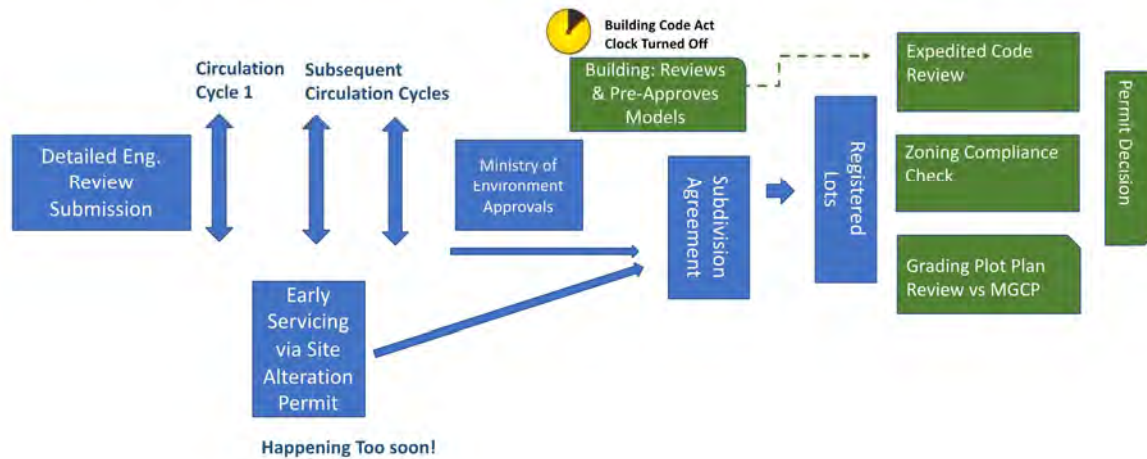 Building Code Act
Clock Turned Off
Circulation
Cycle 1
Subsequent
Circulation Cycles
Building: Reviews
& Pre-Approves
Models
Expedited Code
Review
Permit Decision
Detailed Eng.
Review
Submission
Ministry of
Environment
Approvals
Subdivision
Agreement
Registered
Lots
Zoning Compliance
Check
Grading Plot Plan
Review vs MGCP
Early
Servicing
via Site
Alteration
Permit
Happening Too soon!